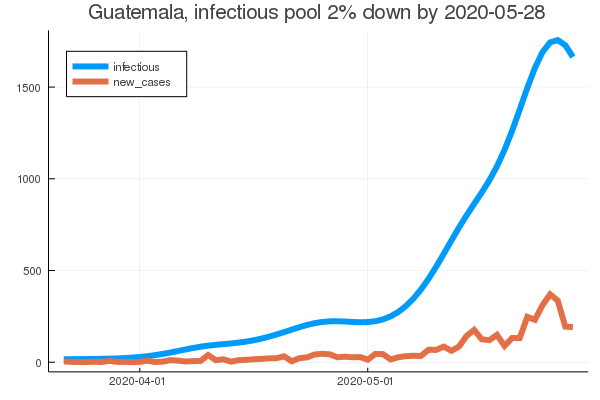 Guatemala, infectious pool 2% down by 2020-05-28
infectious
new_cases
1500
1000
500
0
2020-04-01
2020-05-01